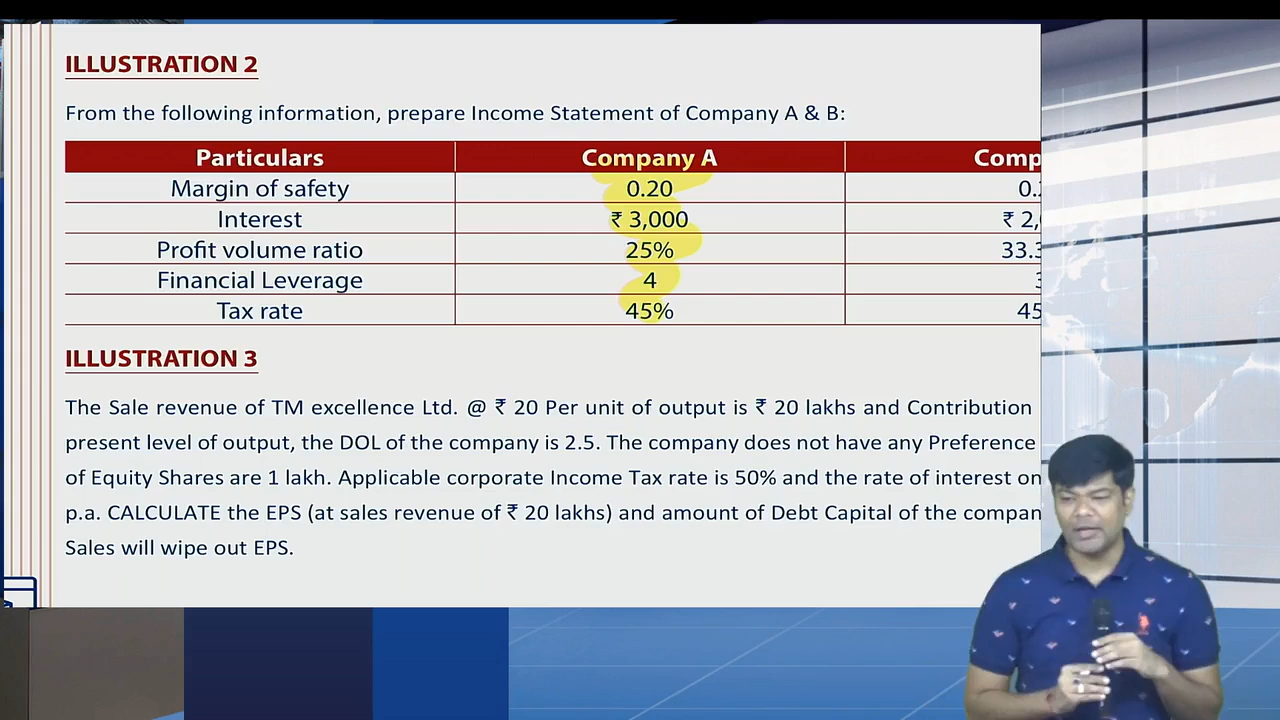 ILLUSTRATION 2
From the following information, prepare Income Statement of Company A & B:
Particulars Company A
Margin of safety 0.20
Interest ₹ 3,000
Profit volume ratio 25%
Financial Leverage 4
Tax rate 45% 45
ILLUSTRATION 3
The Sale revenue of TM excellence Ltd. @ ₹ 20 Per unit of output is ₹ 20 lakhs and Contribution
present level of output, the DOL of the company is 2.5. The company does not have any Preference
of Equity Shares are 1 lakh. Applicable corporate Income Tax rate is 50% and the rate of interest on
p.a. CALCULATE the EPS (at sales revenue of ₹ 20 lakhs) and amount of Debt Capital of the
Sales will wipe out EPS.